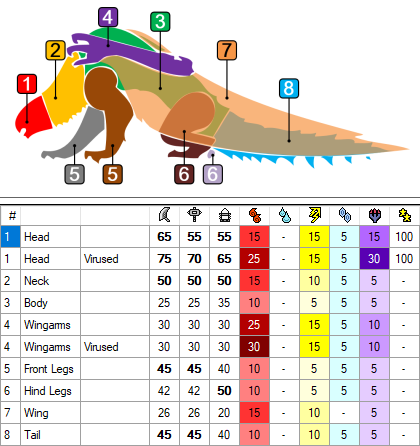 4
3
2
7
1
8
5
5
6
6
#
1 Head 65 55 55 15 - 15 5 15 100
1 Head Virused 75 70 65 25 - 15 5 30 100
2 Neck 50 50 50 15 - 10 5 5 -
3 Body 25 25 35 10 - 5 5 5 -
4 Wingarms 30 30 30 25 - 15 5 10 -
4 Wingarms Virused 30 30 30 30 - 15 5 10 -
5 Front Legs 45 45 40 10 - 5 5 5 -
6 Hind Legs 42 42 50 10 - 5 5 5 -
7 Wing 26 26 20 15 - 10 - 5 -
8 Tail 45 45 40 10 - 10 5 5 -